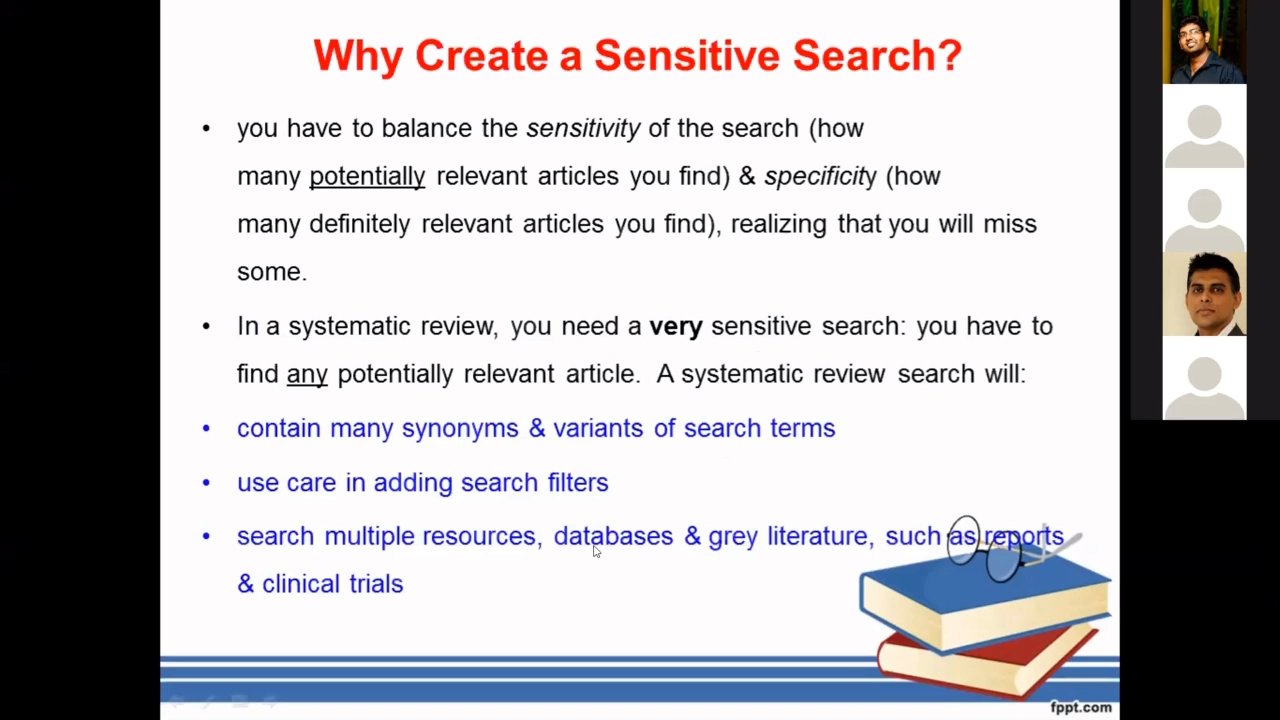 Why Create a Sensitive Search?
• you have to balance the sensitivity of the search (how
many potentially relevant articles you find) & specificity (how
many definitely relevant articles you find), realizing that you will miss
some.
• In a systematic review, you need a very sensitive search: you have to
find any potentially relevant article. A systematic review search will:
• contain many synonyms & variants of search terms
• use care in adding search filters
• search multiple resources, databases & grey literature, such as reports
& clinical trials
fppt.com